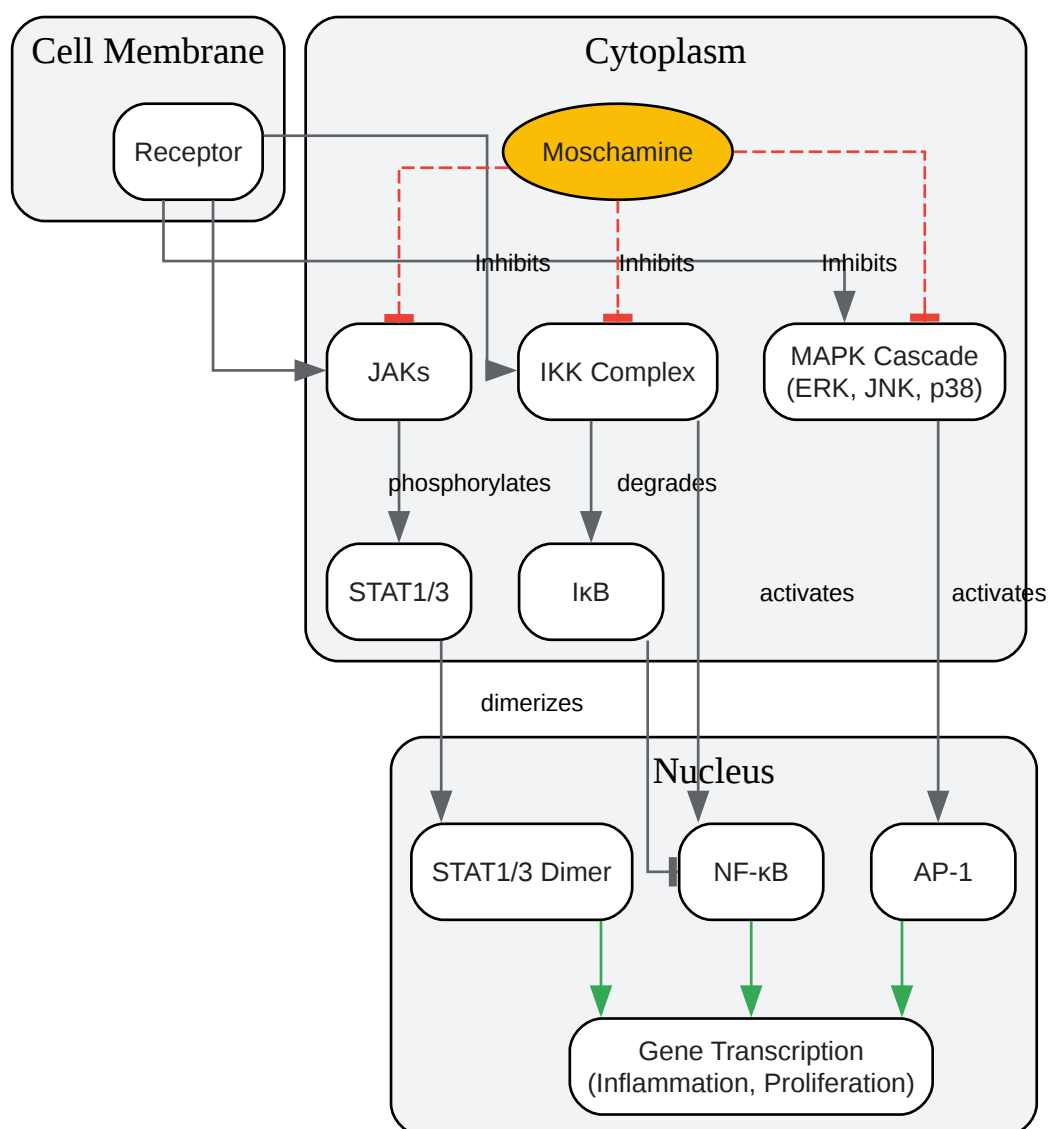 Cell Membrane
Cytoplasm
Receptor
Moschamine
Inhibits
Inhibits
Inhibits
JAKs
IKK Complex
MAPK Cascade
(ERK, JNK, p38)
phosphorylates
degrades
STAT1/3
IκB
activates
activates
dimerizes
Nucleus
STAT1/3 Dimer
NF-κB
AP-1
Gene Transcription
(Inflammation, Proliferation)